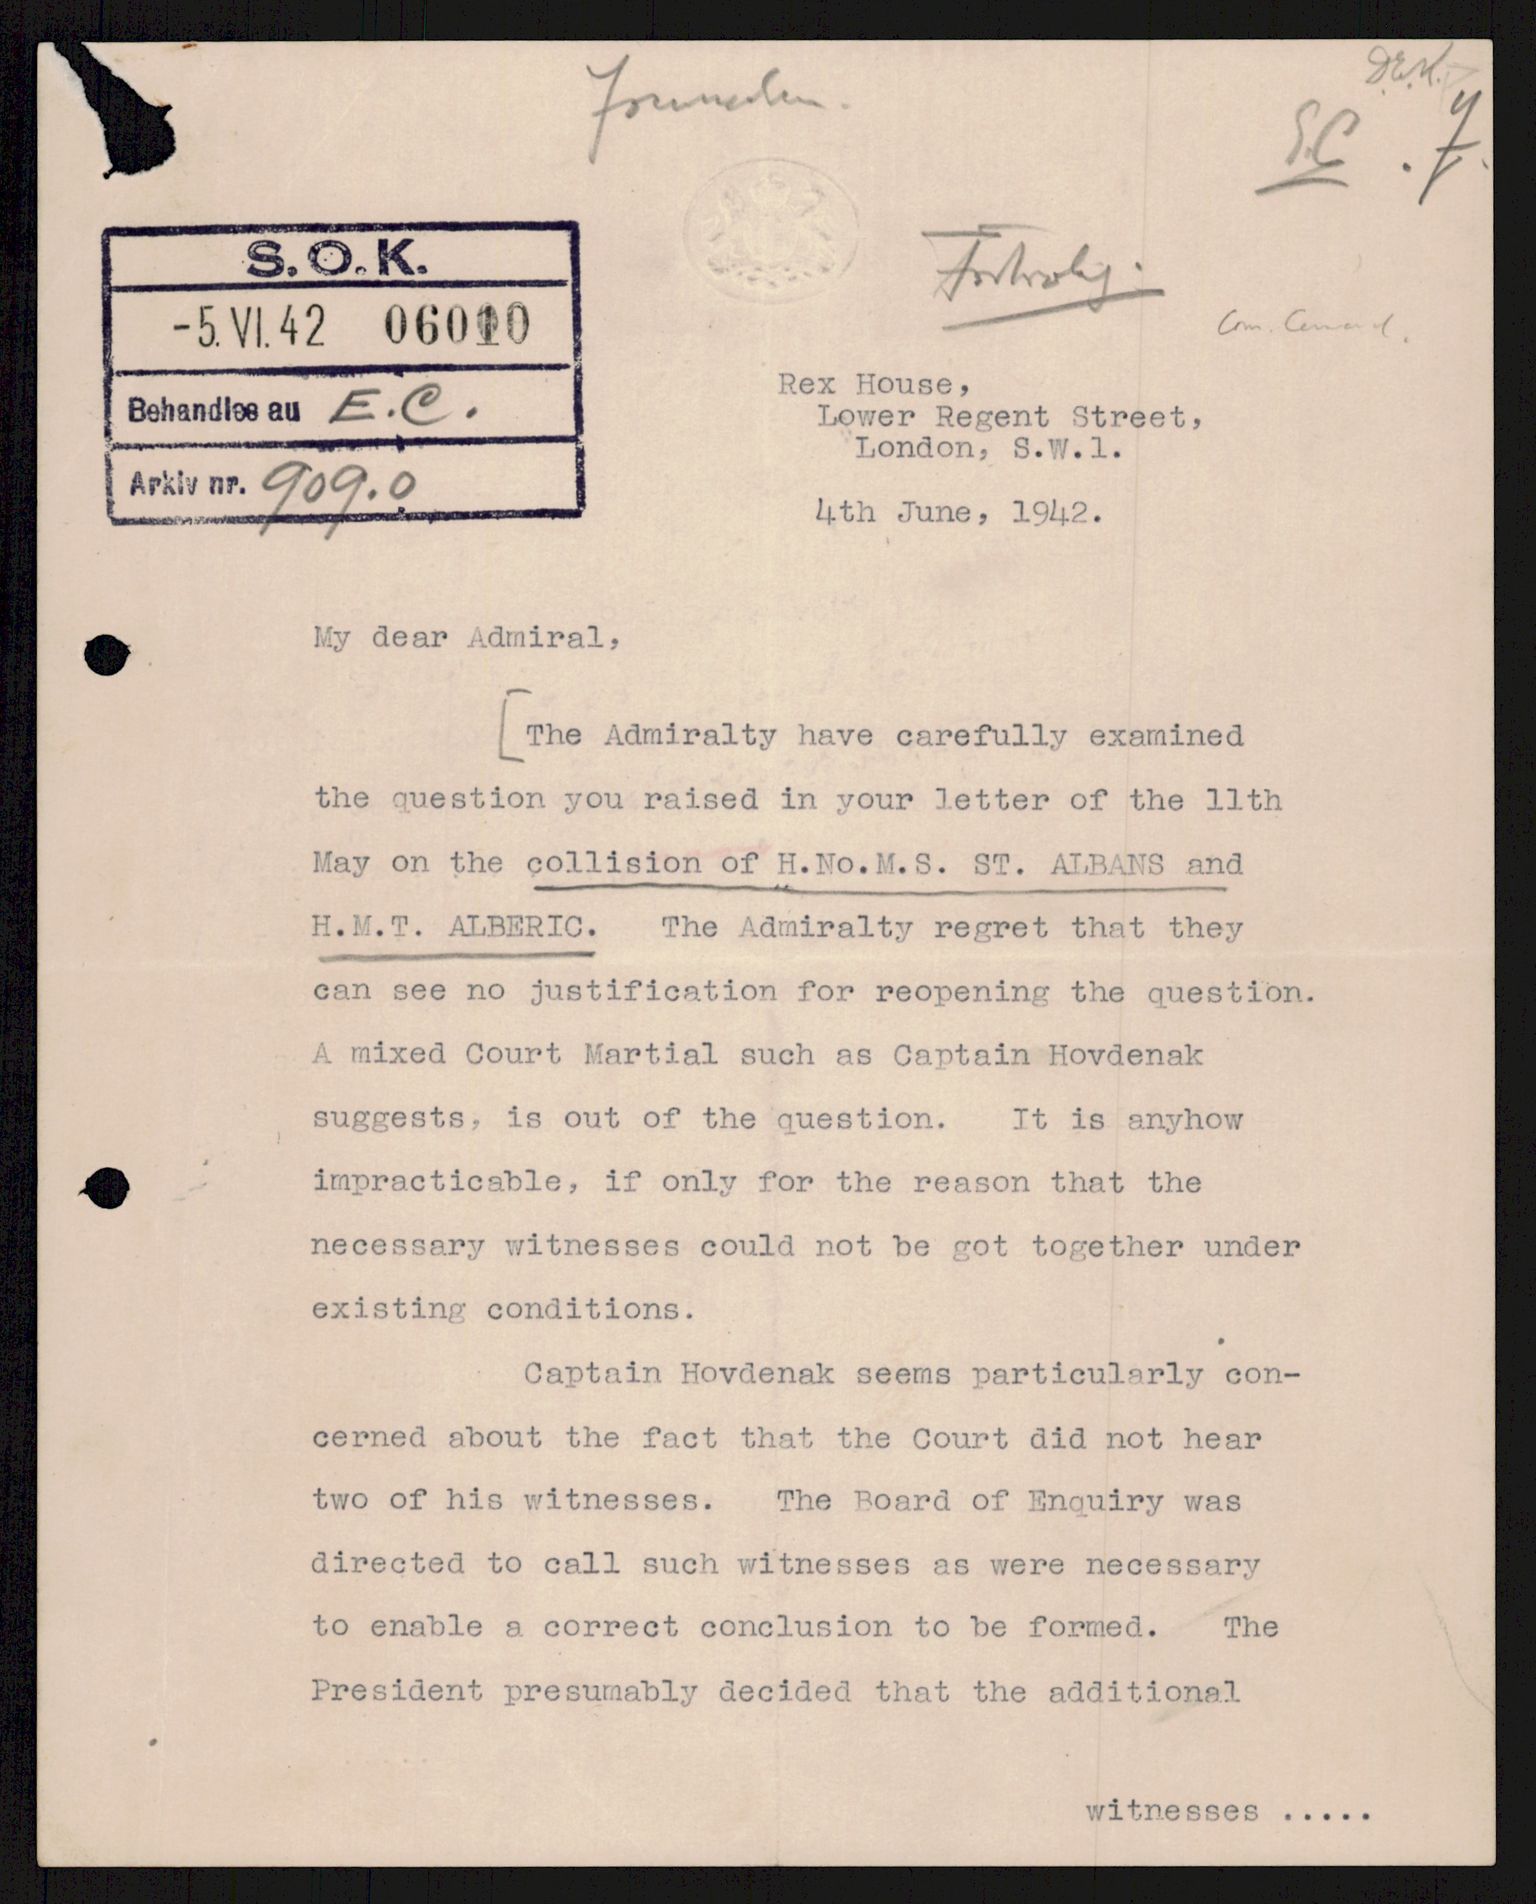 D.E.K.
E.C
Fortrolig.
S.O.K.
-5.VI.42 06010
Behandles au E.C.
Arkiv nr. 909.0
Rex House,
Lower Regent Street,
London, S.W.1.
4th June, 1942.
My dear Admiral,
[The Admiralty have carefully examined
the question you raised in your letter of the 11th
May on the collision of H.No.M.S. ST. ALBANS and
H.M.T. ALBERIC. The Admiralty regret that they
can see no justification for reopening the question.
A mixed Court Martial such as Captain Hovdenak
suggests, is out of the question. It is anyhow
impracticable, if only for the reason that the
necessary witnesses could not be got together under
existing conditions.
Captain Hovdenak seems particularly con-
cerned about the fact that the Court did not hear
two of his witnesses. The Board of Enquiry was
directed to call such witnesses as were necessary
to enable a correct conclusion to be formed. The
President presumably decided that the additional
witnesses .....